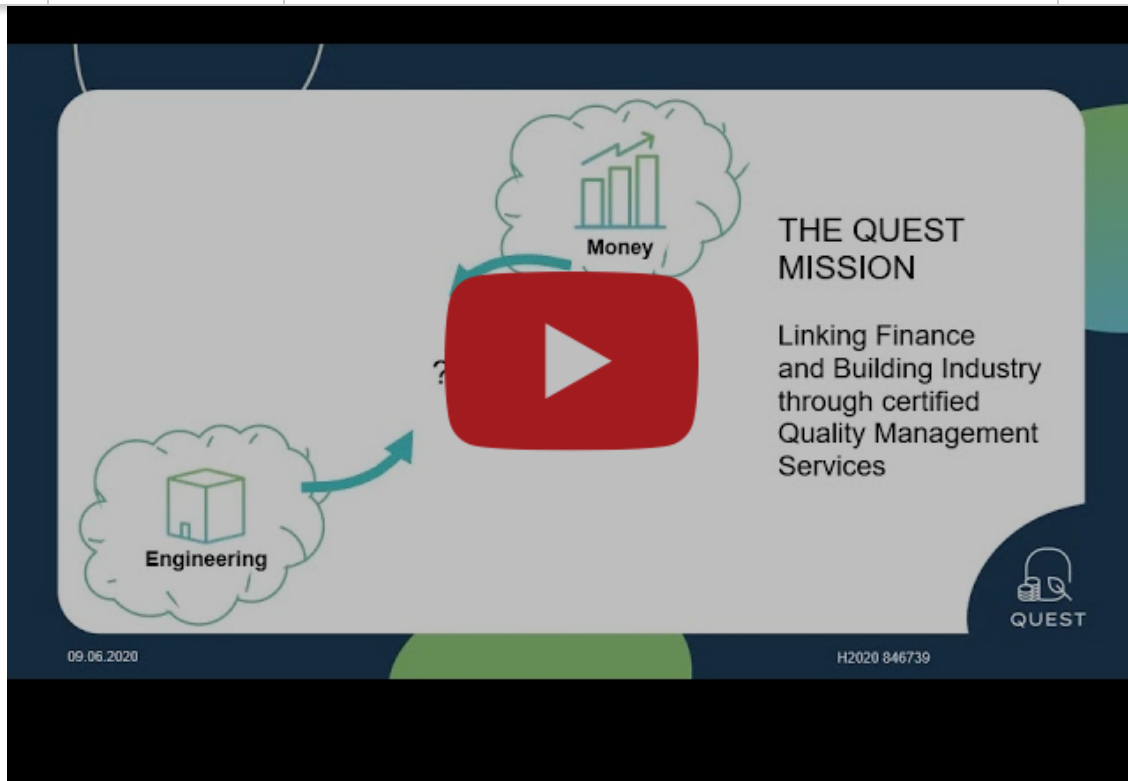 Money
THE QUEST
MISSION
Linking Finance
and Building Industry
through certified
Quality Management
Services
?
Engineering
QUEST
09.06.2020
H2020 846739